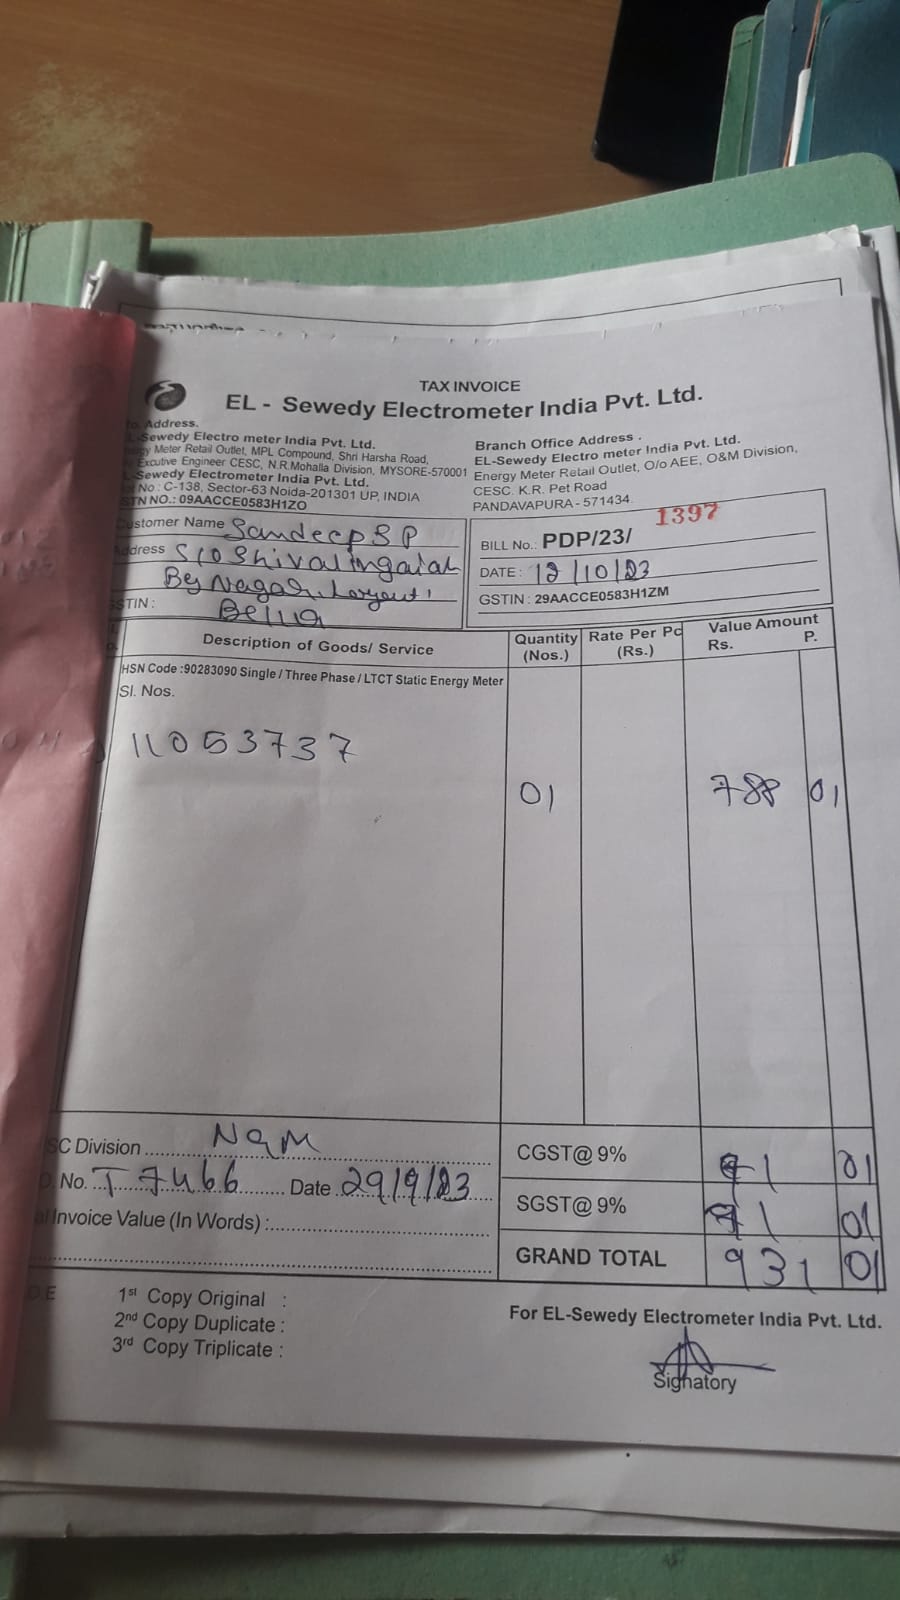 TAX INVOICE
EL - Sewedy Electrometer India Pvt. Ltd.
Address.
-Sewedy Electro meter India Pvt. Ltd.
Meter Retail Outlet, MPL Compound, Shri Harsha Road,
Excutive Engineer CESC, N.R.Mohalla Division, MYSORE-570001
-Sewedy Electrometer India Pvt. Ltd.
No : C-138, Sector-63 Noida-201301 UP, INDIA
STN NO.: 09AACCE0583H1ZO
Branch Office Address .
EL-Sewedy Electro meter India Pvt. Ltd.
Energy Meter Retail Outlet, O/o AEE, O&M Division,
CESC. K.R. Pet Road
PANDAVAPURA - 571434.
Customer Name Sandeep S P
Address S/O Shivalingaiah
Nagar,
GSTIN :
1397
BILL No.: PDP/23/
DATE : 12/10/23
GSTIN : 29AACCE0583H1ZM
Description of Goods/ Service
Quantity (Nos.)
Rate Per Pc (Rs.)
Value Amount
Rs. P.
HSN Code :90283090 Single / Three Phase / LTCT Static Energy Meter
Sl. Nos.
11053737
01 788 01
SC Division
No. T 7466 Date 29/9/23
Invoice Value (In Words) :
CGST@ 9% 71 01
SGST@ 9% 71 01
GRAND TOTAL 931 01
1st Copy Original :
2nd Copy Duplicate :
3rd Copy Triplicate :
For EL-Sewedy Electrometer India Pvt. Ltd.
Signatory